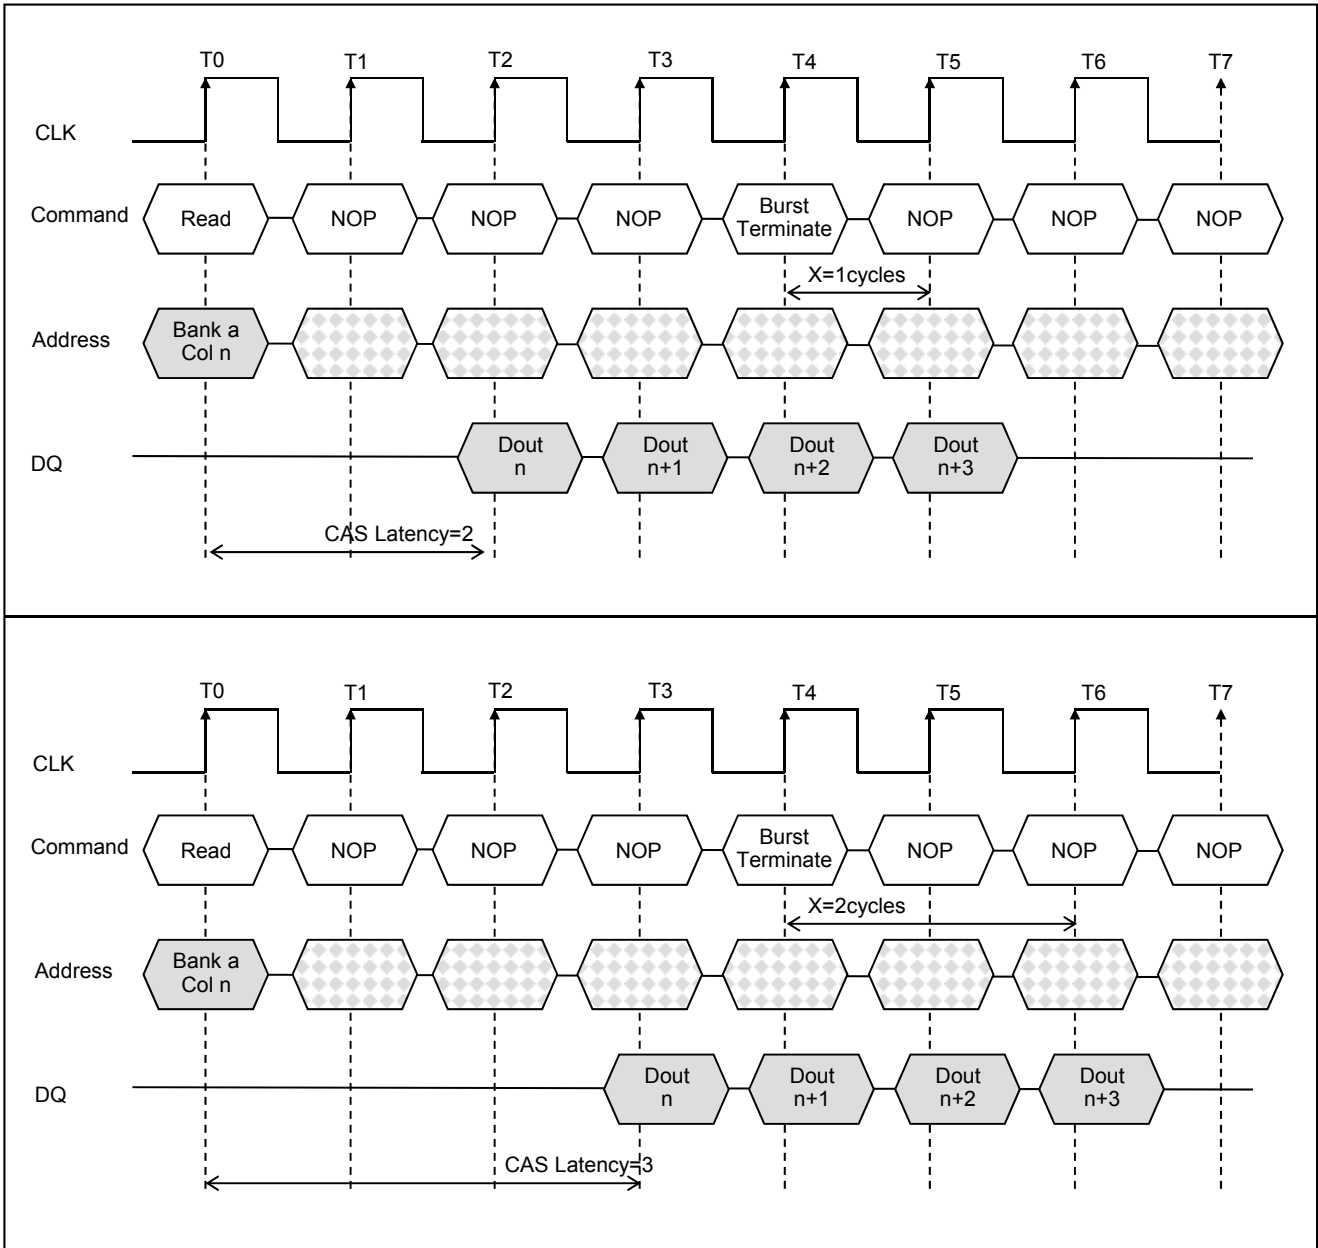 T0 T1 T2 T3 T4 T5 T6 T7
CLK
Command Read NOP NOP NOP Burst Terminate NOP NOP NOP
X=1cycles
Address Bank a Col n
DQ Dout n Dout n+1 Dout n+2 Dout n+3
CAS Latency=2
T0 T1 T2 T3 T4 T5 T6 T7
CLK
Command Read NOP NOP NOP Burst Terminate NOP NOP NOP
X=2cycles
Address Bank a Col n
DQ Dout n Dout n+1 Dout n+2 Dout n+3
CAS Latency=3